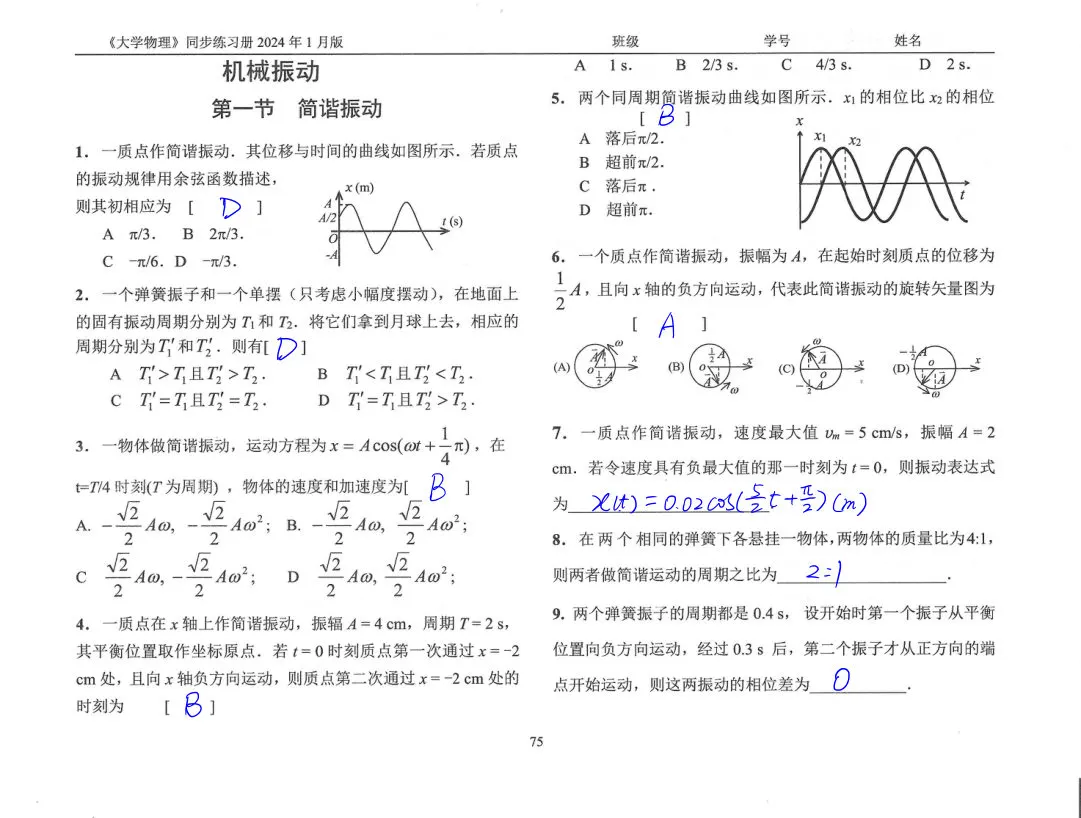 《大学物理》同步练习册 2024 年 1 月版
班级 学号 姓名
机械振动
第一节 简谐振动
1. 一质点作简谐振动．其位移与时间的曲线如图所示．若质点
的振动规律用余弦函数描述，
则其初相应为 [ D ]
A π/3． B 2π/3．
C −π/6．D −π/3．
x (m)
A
A/2
O
-A
t (s)
2. 一个弹簧振子和一个单摆（只考虑小幅度摆动），在地面上
的固有振动周期分别为 T₁ 和 T₂．将它们拿到月球上去，相应的
周期分别为 T₁′ 和 T₂′．则有[ D ]
A T₁′ > T₁ 且 T₂′ > T₂． B T₁′ < T₁ 且 T₂′ < T₂．
C T₁′ = T₁ 且 T₂′ = T₂． D T₁′ = T₁ 且 T₂′ > T₂．
3. 一物体做简谐振动，运动方程为 x = A cos(ωt + 1/4 π)，在
t=T/4 时刻(T 为周期)，物体的速度和加速度为[ B ]
A. −√2/2 Aω, −√2/2 Aω²； B. −√2/2 Aω, √2/2 Aω²；
C √2/2 Aω, −√2/2 Aω²； D √2/2 Aω, √2/2 Aω²；
4. 一质点在 x 轴上作简谐振动，振辐 A = 4 cm，周期 T = 2 s，
其平衡位置取作坐标原点．若 t = 0 时刻质点第一次通过 x = −2
cm 处，且向 x 轴负方向运动，则质点第二次通过 x = −2 cm 处的
时刻为 [ B ]
A 1 s． B 2/3 s． C 4/3 s． D 2 s．
5. 两个同周期简谐振动曲线如图所示．x₁ 的相位比 x₂ 的相位
[ B ]
A 落后π/2．
B 超前π/2．
C 落后π ．
D 超前π．
x
x₁ x₂
t
6. 一个质点作简谐振动，振幅为 A，在起始时刻质点的位移为
1/2 A，且向 x 轴的负方向运动，代表此简谐振动的旋转矢量图为
[ A ]
(A) A ω o ½A x
(B) ½A o A ω x
(C) ω A o −½A x
(D) −½A o A ω x
7. 一质点作简谐振动，速度最大值 υm = 5 cm/s，振幅 A = 2
cm．若令速度具有负最大值的那一时刻为 t = 0，则振动表达式
为 x(t) = 0.02 cos(5/2 t + π/2) (m)
8. 在两个相同的弹簧下各悬挂一物体，两物体的质量比为4:1，
则两者做简谐运动的周期之比为 2=1 ．
9. 两个弹簧振子的周期都是 0.4 s， 设开始时第一个振子从平衡
位置向负方向运动，经过 0.3 s 后，第二个振子才从正方向的端
点开始运动，则这两振动的相位差为 0 ．
75